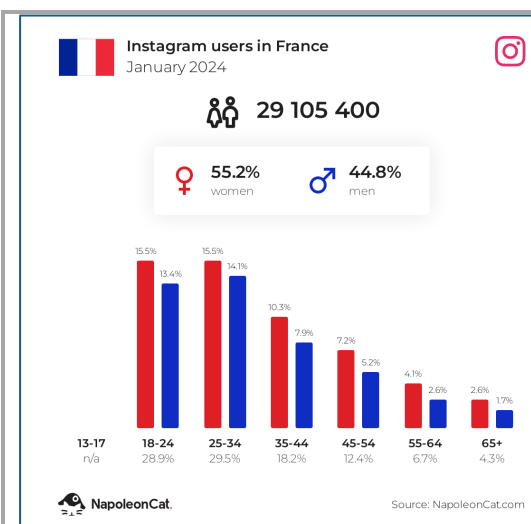 Instagram users in France
January 2024
29 105 400
55.2%
women
44.8%
men
15.5% 13.4% 15.5% 14.1% 10.3% 7.9% 7.2% 5.2% 4.1% 2.6% 2.6% 1.7%
13-17 18-24 25-34 35-44 45-54 55-64 65+
n/a 28.9% 29.5% 18.2% 12.4% 6.7% 4.3%
NapoleonCat.
Source: NapoleonCat.com